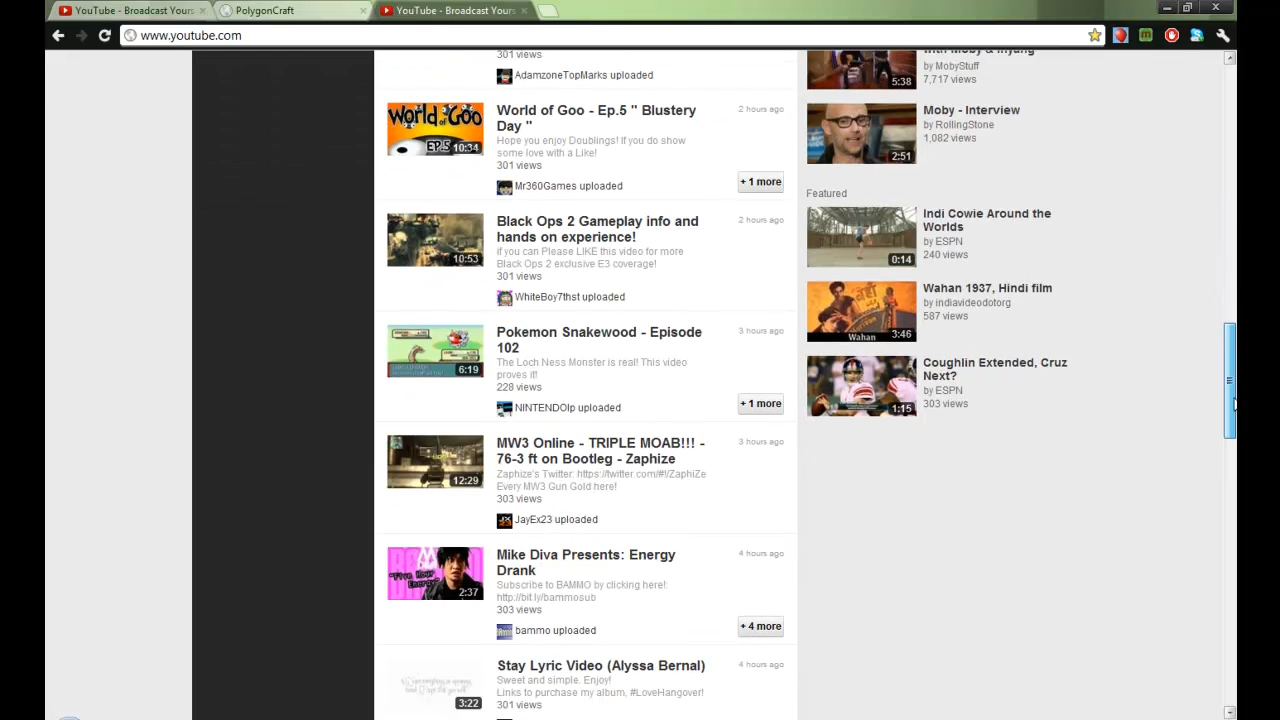 YouTube - Broadcast Yours
PolygonCraft
YouTube - Broadcast Yours
www.youtube.com
301 views
AdamzoneTopMarks uploaded
World of Goo
EP.5
10:34
World of Goo - Ep.5 " Blustery
Day "
2 hours ago
Hope you enjoy Doublings! If you do show
some love with a Like!
301 views
Mr360Games uploaded
+ 1 more
10:53
Black Ops 2 Gameplay info and
hands on experience!
2 hours ago
if you can Please LIKE this video for more
Black Ops 2 exclusive E3 coverage!
301 views
WhiteBoy7thst uploaded
6:19
Pokemon Snakewood - Episode
102
3 hours ago
The Loch Ness Monster is real! This video
proves it!
228 views
NINTENDOlp uploaded
+ 1 more
12:29
MW3 Online - TRIPLE MOAB!!! -
76-3 ft on Bootleg - Zaphize
3 hours ago
Zaphize's Twitter: https://twitter.com/#!/ZaphiZe
Every MW3 Gun Gold here!
303 views
JayEx23 uploaded
2:37
Mike Diva Presents: Energy
Drank
4 hours ago
Subscribe to BAMMO by clicking here!:
http://bit.ly/bammosub
303 views
bammo uploaded
+ 4 more
3:22
Stay Lyric Video (Alyssa Bernal)
4 hours ago
Sweet and simple. Enjoy!
Links to purchase my album, #LoveHangover!
301 views
with Moby & Inyang
by MobyStuff
7,717 views
5:38
Moby - Interview
by RollingStone
1,082 views
2:51
Featured
Indi Cowie Around the
Worlds
by ESPN
240 views
0:14
Wahan 1937, Hindi film
by indiavideodotorg
587 views
Wahan
3:46
Coughlin Extended, Cruz
Next?
by ESPN
303 views
1:15